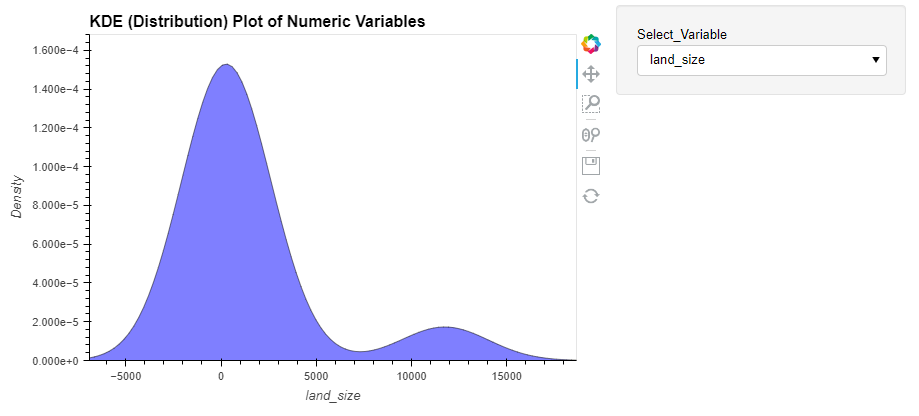 KDE (Distribution) Plot of Numeric Variables
Select_Variable
land_size
1.600e−4
1.400e−4
1.200e−4
1.000e−4
8.000e−5
6.000e−5
4.000e−5
2.000e−5
0.000e+0
Density
−5000 0 5000 10000 15000
land_size